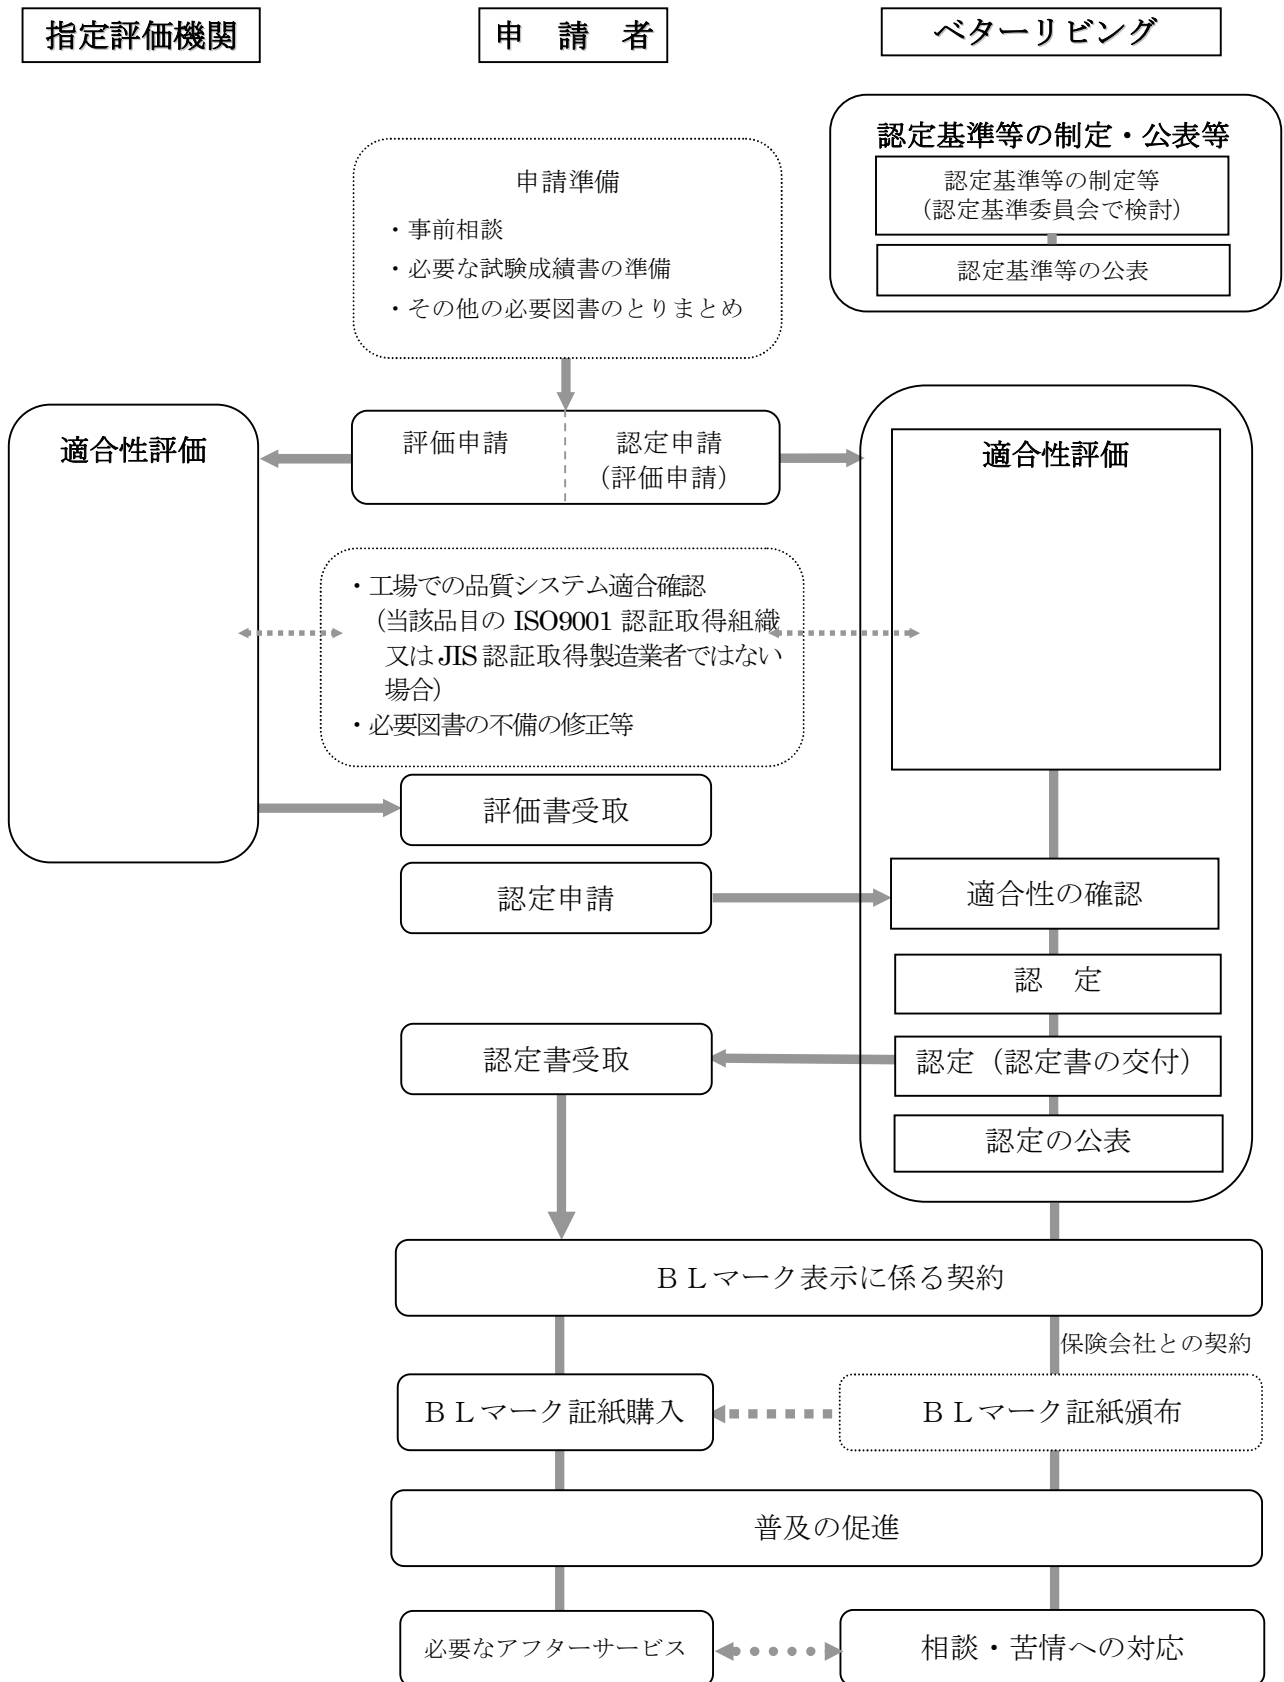 指定評価機関
申　請　者
ベターリビング
認定基準等の制定・公表等
認定基準等の制定等
（認定基準委員会で検討）
認定基準等の公表
申請準備
・事前相談
・必要な試験成績書の準備
・その他の必要図書のとりまとめ
適合性評価
評価申請
認定申請
（評価申請）
適合性評価
・工場での品質システム適合確認
（当該品目の ISO9001 認証取得組織
又は JIS 認証取得製造業者ではない
場合）
・必要図書の不備の修正等
評価書受取
認定申請
適合性の確認
認　定
認定書受取
認定（認定書の交付）
認定の公表
ＢＬマーク表示に係る契約
保険会社との契約
ＢＬマーク証紙購入
ＢＬマーク証紙頒布
普及の促進
必要なアフターサービス
相談・苦情への対応